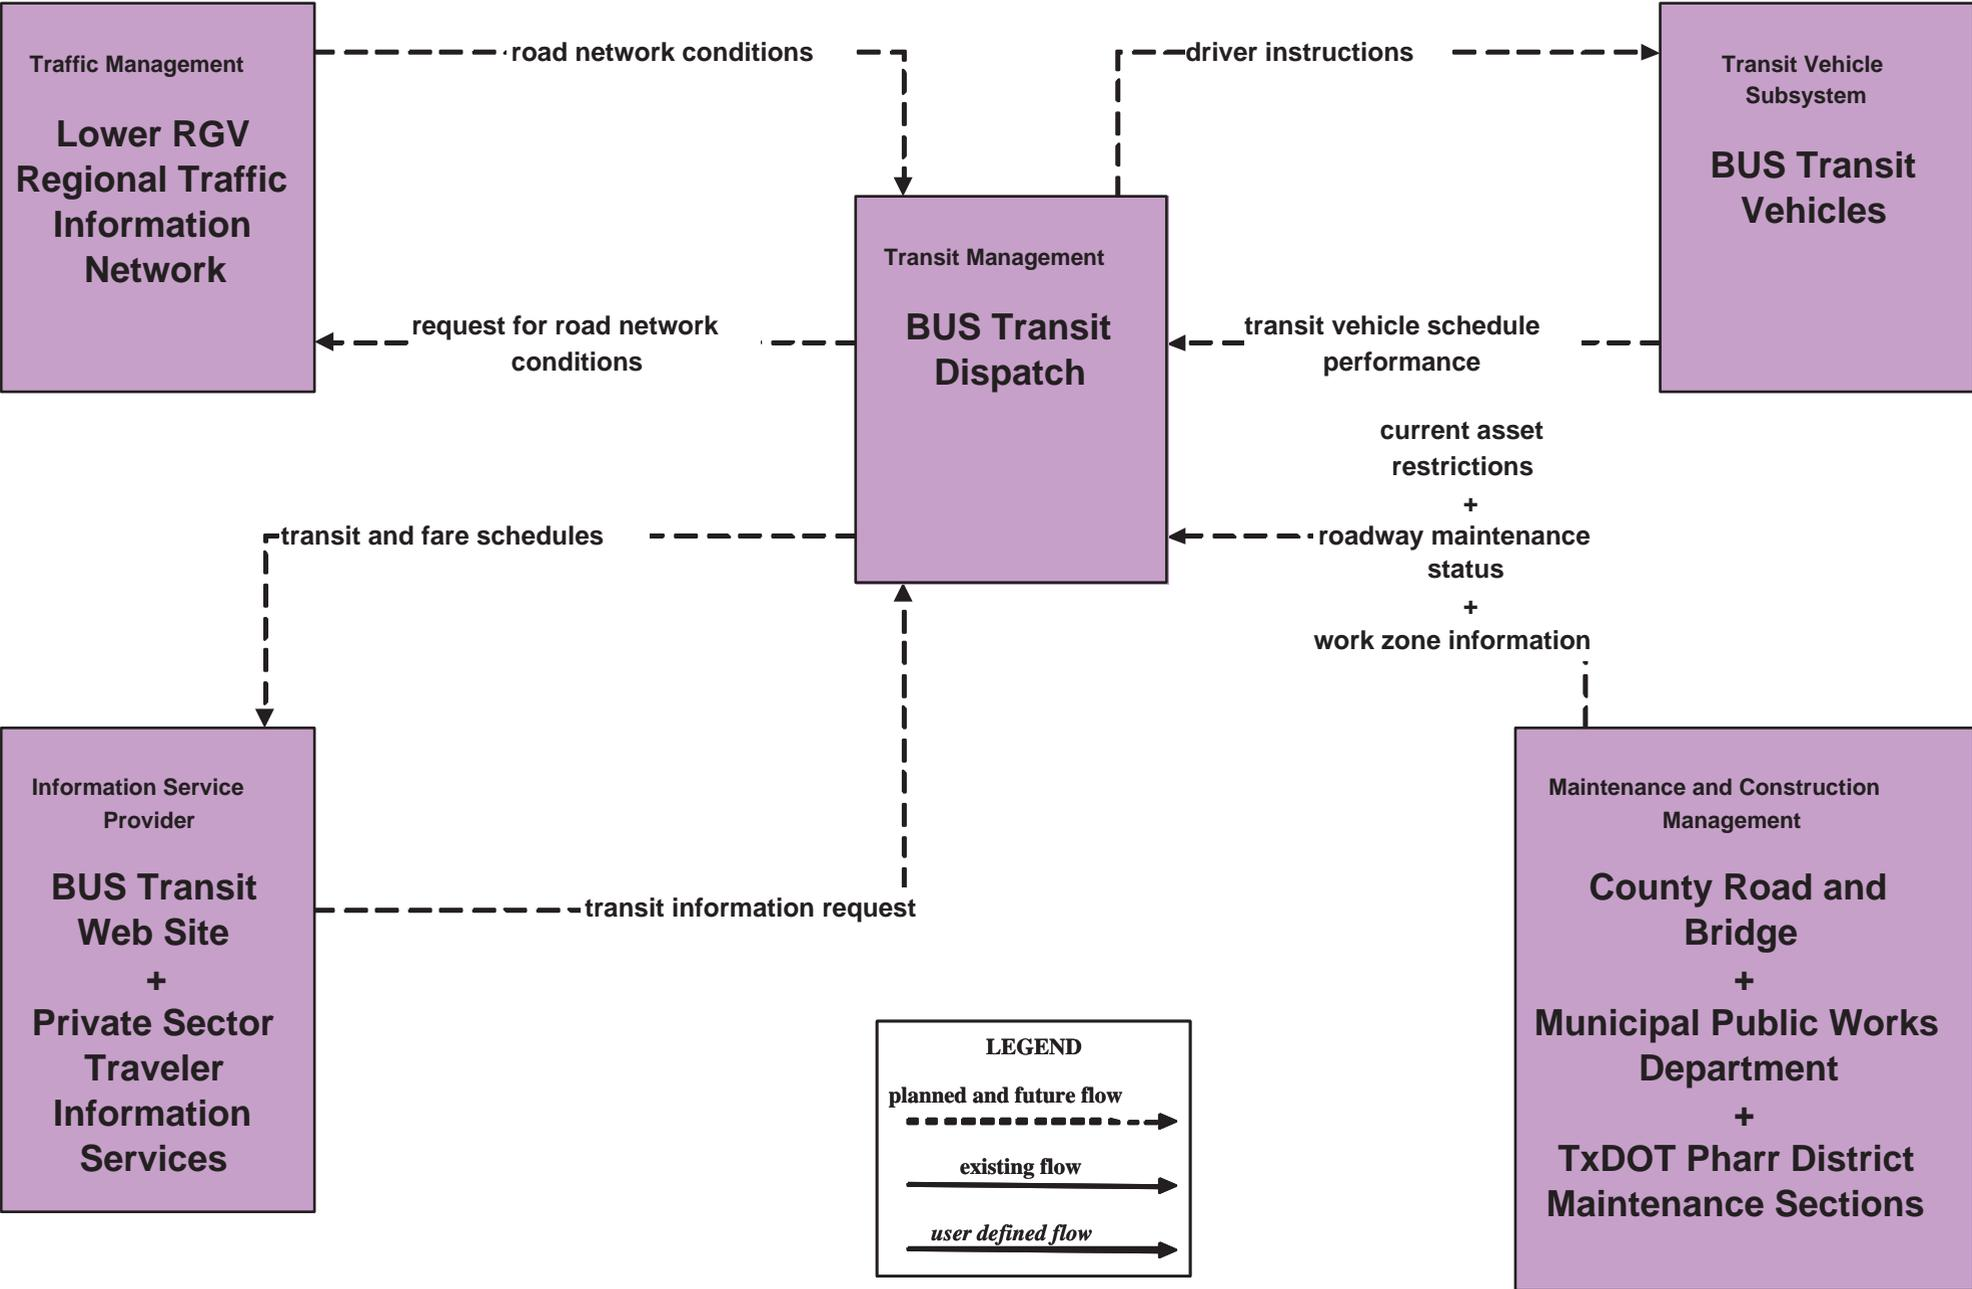 Traffic Management
Lower RGV
Regional Traffic
Information
Network
road network conditions
driver instructions
Transit Vehicle
Subsystem
BUS Transit
Vehicles
Transit Management
BUS Transit
Dispatch
request for road network
conditions
transit vehicle schedule
performance
current asset
restrictions
+
roadway maintenance
status
+
work zone information
transit and fare schedules
Information Service
Provider
BUS Transit
Web Site
+
Private Sector
Traveler
Information
Services
transit information request
Maintenance and Construction
Management
County Road and
Bridge
+
Municipal Public Works
Department
+
TxDOT Pharr District
Maintenance Sections
LEGEND
planned and future flow
existing flow
user defined flow